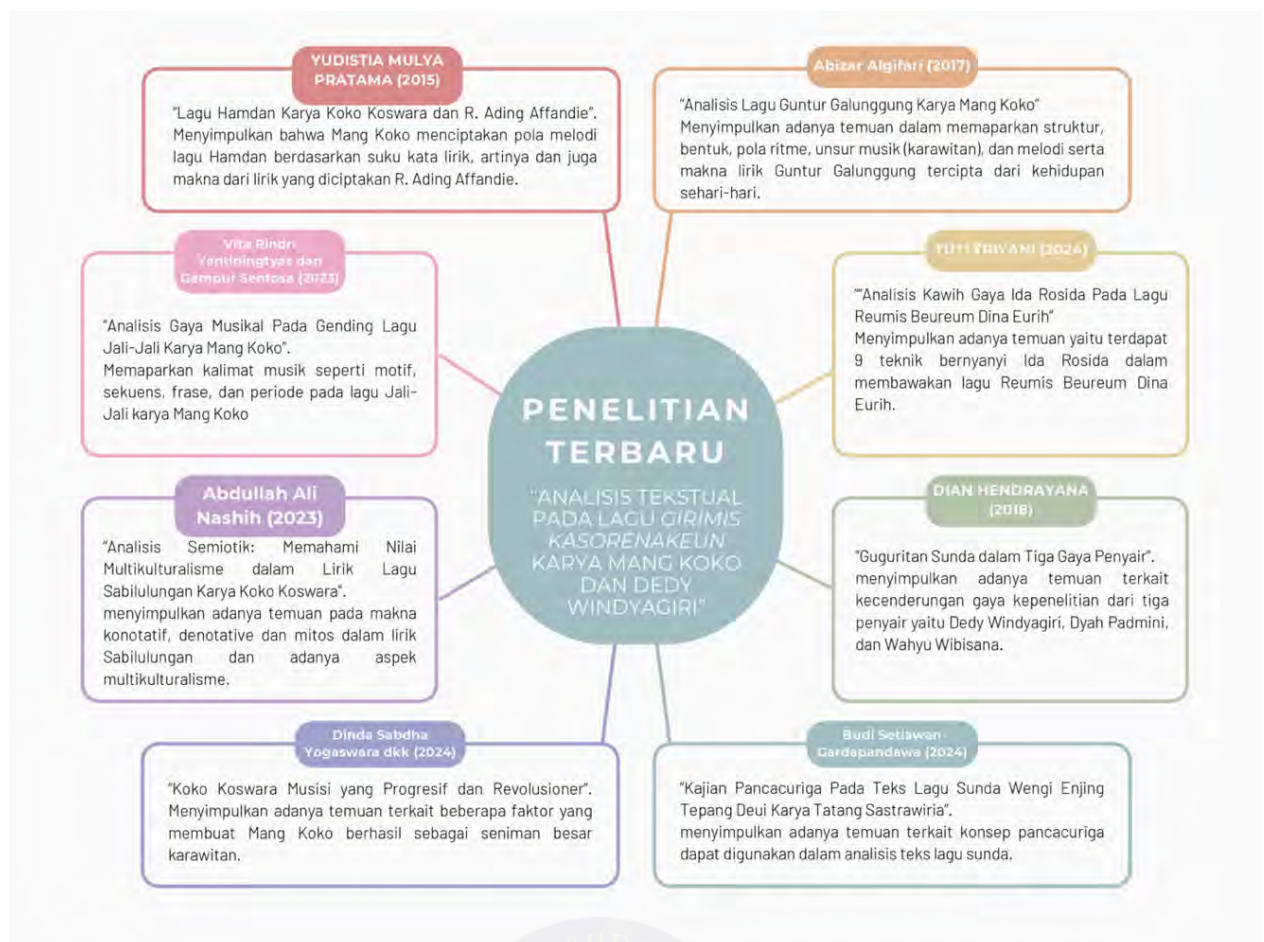 YUDISTIA MULYA
PRATAMA (2015)
"Lagu Hamdan Karya Koko Koswara dan R. Ading Affandie".
Menyimpulkan bahwa Mang Koko menciptakan pola melodi
lagu Hamdan berdasarkan suku kata lirik, artinya dan juga
makna dari lirik yang diciptakan R. Ading Affandie.
Abizar Algifari (2017)
"Analisis Lagu Guntur Galunggung Karya Mang Koko"
Menyimpulkan adanya temuan dalam memaparkan struktur,
bentuk, pola ritme, unsur musik (karawitan), dan melodi serta
makna lirik Guntur Galunggung tercipta dari kehidupan
sehari-hari.
Vita Rindri
Yantiningtyas dan
Gempur Sentosa (2023)
"Analisis Gaya Musikal Pada Gending Lagu
Jali-Jali Karya Mang Koko".
Memaparkan kalimat musik seperti motif,
sekuens, frase, dan periode pada lagu Jali-
Jali karya Mang Koko
TUTI (2024)
""Analisis Kawih Gaya Ida Rosida Pada Lagu
Reumis Beureum Dina Eurih"
Menyimpulkan adanya temuan yaitu terdapat
9 teknik bernyanyi Ida Rosida dalam
membawakan lagu Reumis Beureum Dina
Eurih.
PENELITIAN
TERBARU
"ANALISIS TEKSTUAL
PADA LAGU GIRIMIS
KASORENAKEUN
KARYA MANG KOKO
DAN DEDY
WINDYAGIRI"
Abdullah Ali
Nashih (2023)
"Analisis Semiotik: Memahami Nilai
Multikulturalisme dalam Lirik Lagu
Sabilulungan Karya Koko Koswara".
menyimpulkan adanya temuan pada makna
konotatif, denotative dan mitos dalam lirik
Sabilulungan dan adanya aspek
multikulturalisme.
DIAN HENDRAYANA
(2018)
"Guguritan Sunda dalam Tiga Gaya Penyair".
menyimpulkan adanya temuan terkait
kecenderungan gaya kepenelitian dari tiga
penyair yaitu Dedy Windyagiri, Dyah Padmini,
dan Wahyu Wibisana.
Dinda Sabdha
Yogaswara dkk (2024)
"Koko Koswara Musisi yang Progresif dan Revolusioner".
Menyimpulkan adanya temuan terkait beberapa faktor yang
membuat Mang Koko berhasil sebagai seniman besar
karawitan.
Budi Setiawan
Gardapandawa (2024)
"Kajian Pancacuriga Pada Teks Lagu Sunda Wengi Enjing
Tepang Deui Karya Tatang Sastrawiria".
menyimpulkan adanya temuan terkait konsep pancacuriga
dapat digunakan dalam analisis teks lagu sunda.